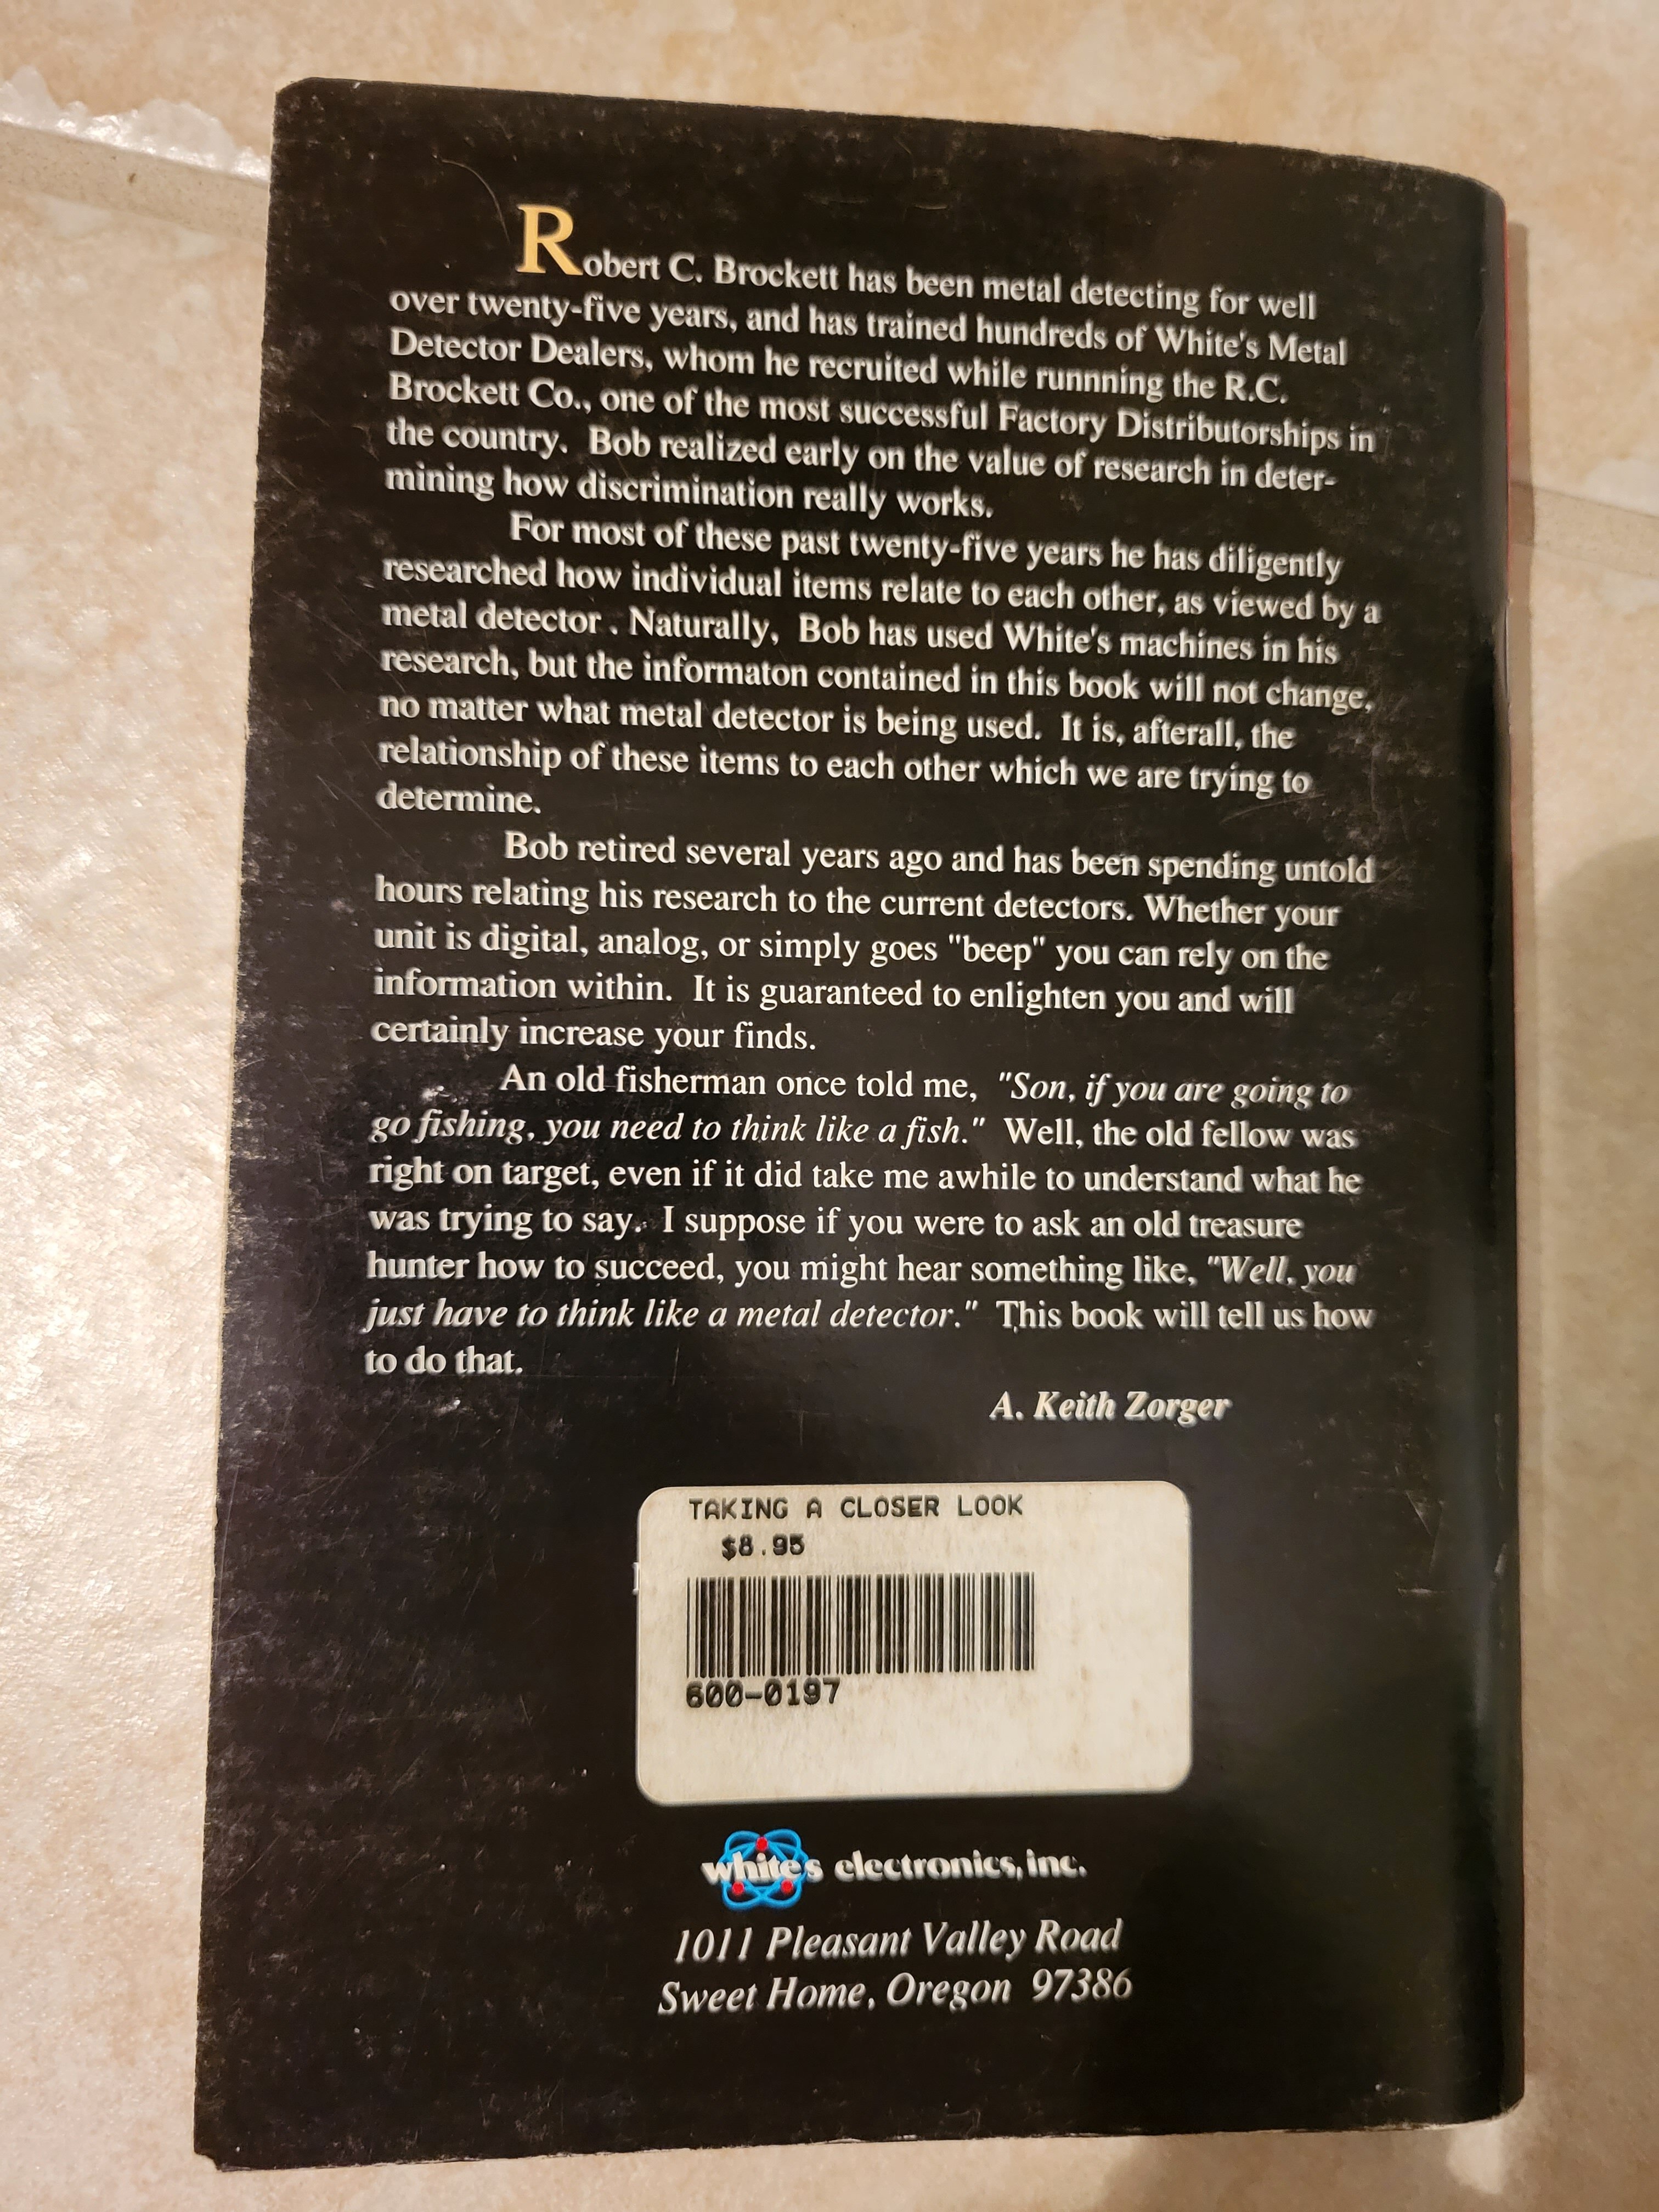 Robert C. Brockett has been metal detecting for well
over twenty-five years, and has trained hundreds of White's Metal
Detector Dealers, whom he recruited while runnning the R.C.
Brockett Co., one of the most successful Factory Distributorships in
the country. Bob realized early on the value of research in deter-
mining how discrimination really works.
For most of these past twenty-five years he has diligently
researched how individual items relate to each other, as viewed by a
metal detector . Naturally, Bob has used White's machines in his
research, but the informaton contained in this book will not change,
no matter what metal detector is being used. It is, afterall, the
relationship of these items to each other which we are trying to
determine.
Bob retired several years ago and has been spending untold
hours relating his research to the current detectors. Whether your
unit is digital, analog, or simply goes "beep" you can rely on the
information within. It is guaranteed to enlighten you and will
certainly increase your finds.
An old fisherman once told me, "Son, if you are going to
go fishing, you need to think like a fish." Well, the old fellow was
right on target, even if it did take me awhile to understand what he
was trying to say. I suppose if you were to ask an old treasure
hunter how to succeed, you might hear something like, "Well, you
just have to think like a metal detector." This book will tell us how
to do that.
A. Keith Zorger
TAKING A CLOSER LOOK
$8.95
600-0197
white's electronics, inc.
1011 Pleasant Valley Road
Sweet Home, Oregon 97386